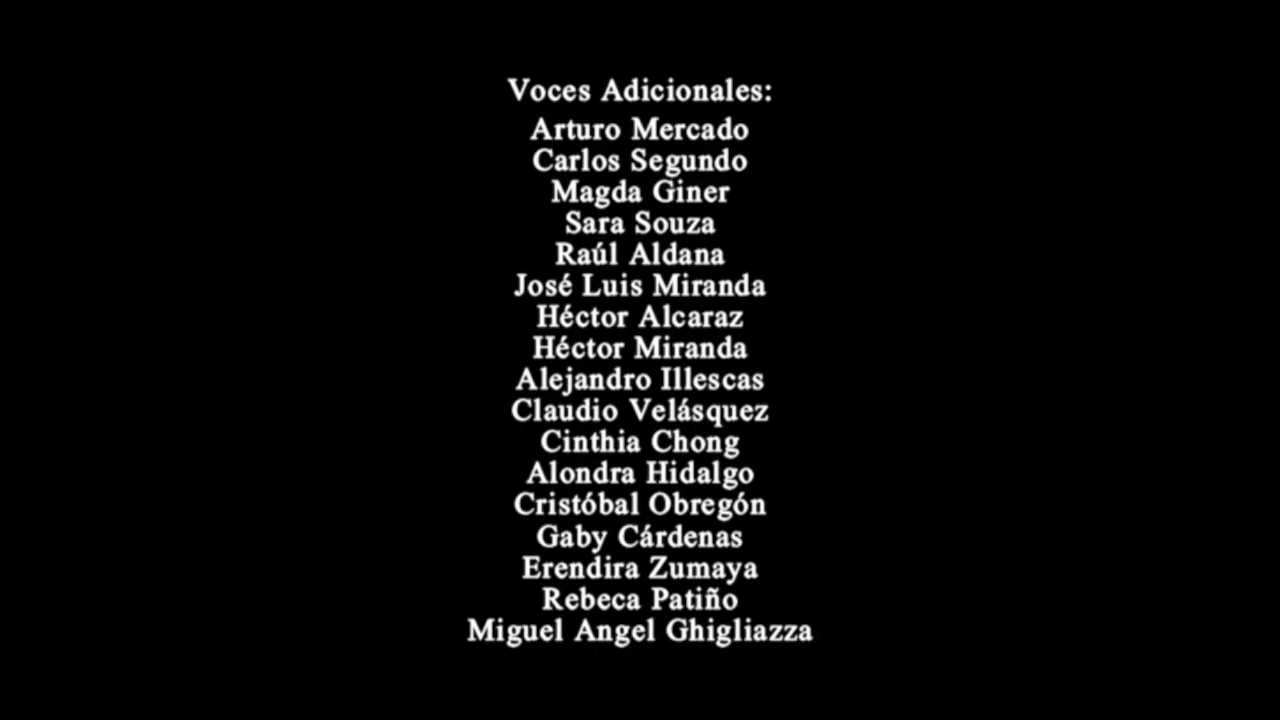 Voces Adicionales:
Arturo Mercado
Carlos Segundo
Magda Giner
Sara Souza
Raúl Aldana
José Luis Miranda
Héctor Alcaraz
Héctor Miranda
Alejandro Illescas
Claudio Velásquez
Cinthia Chong
Alondra Hidalgo
Cristóbal Obregón
Gaby Cárdenas
Erendira Zumaya
Rebeca Patiño
Miguel Angel Ghigliazza